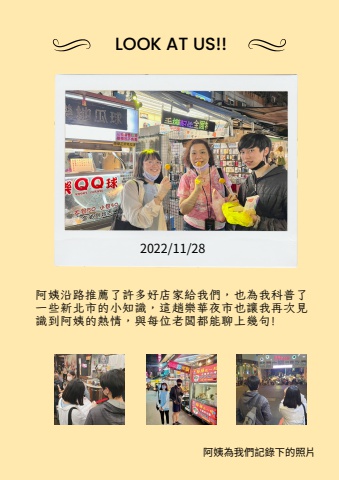 LOOK AT US!!
QQ球
2022/11/28
阿姨沿路推薦了許多好店家給我們，也為我科普了
一些新北市的小知識，這趟樂華夜市也讓我再次見
識到阿姨的熱情，與每位老闆都能聊上幾句!
阿姨為我們記錄下的照片